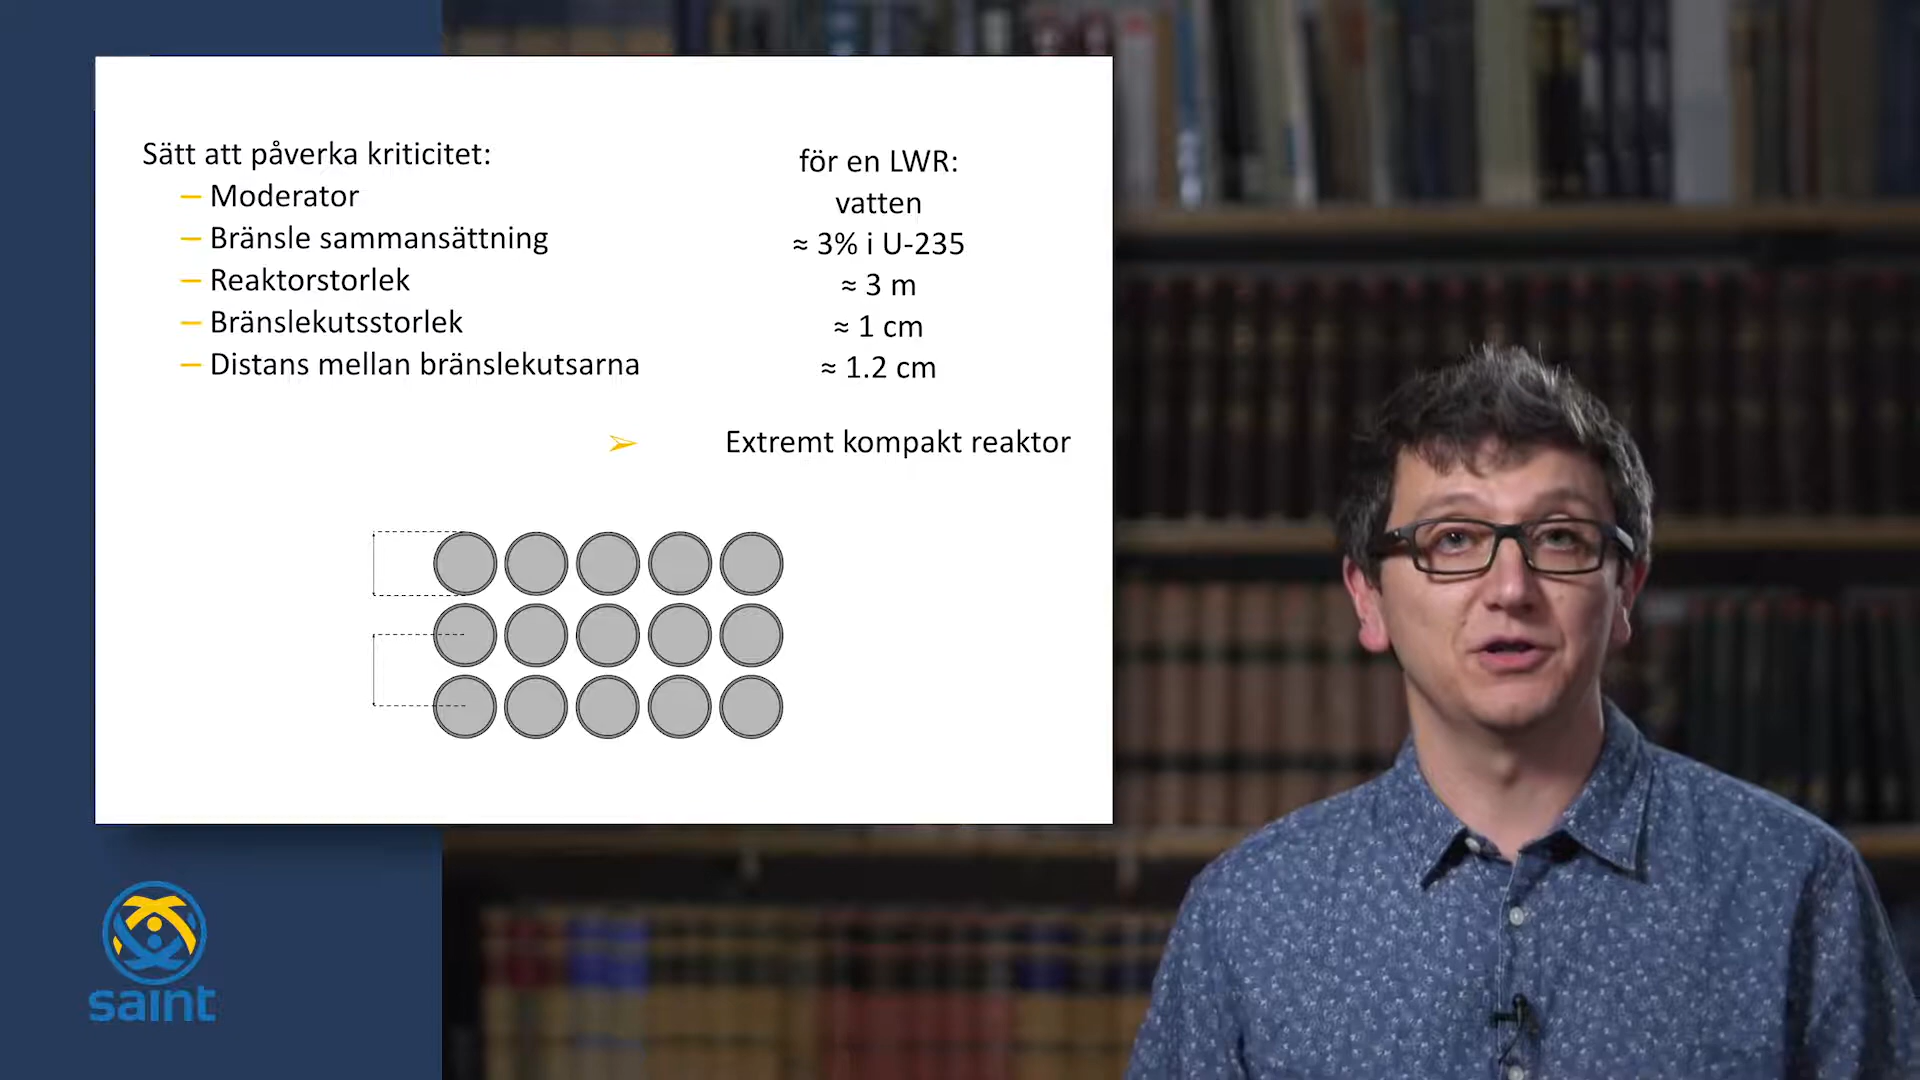 Sätt att påverka kriticitet:
– Moderator
– Bränsle sammansättning
– Reaktorstorlek
– Bränslekutsstorlek
– Distans mellan bränslekutsarna
för en LWR:
vatten
≈ 3% i U-235
≈ 3 m
≈ 1 cm
≈ 1.2 cm
➢ Extremt kompakt reaktor
saint